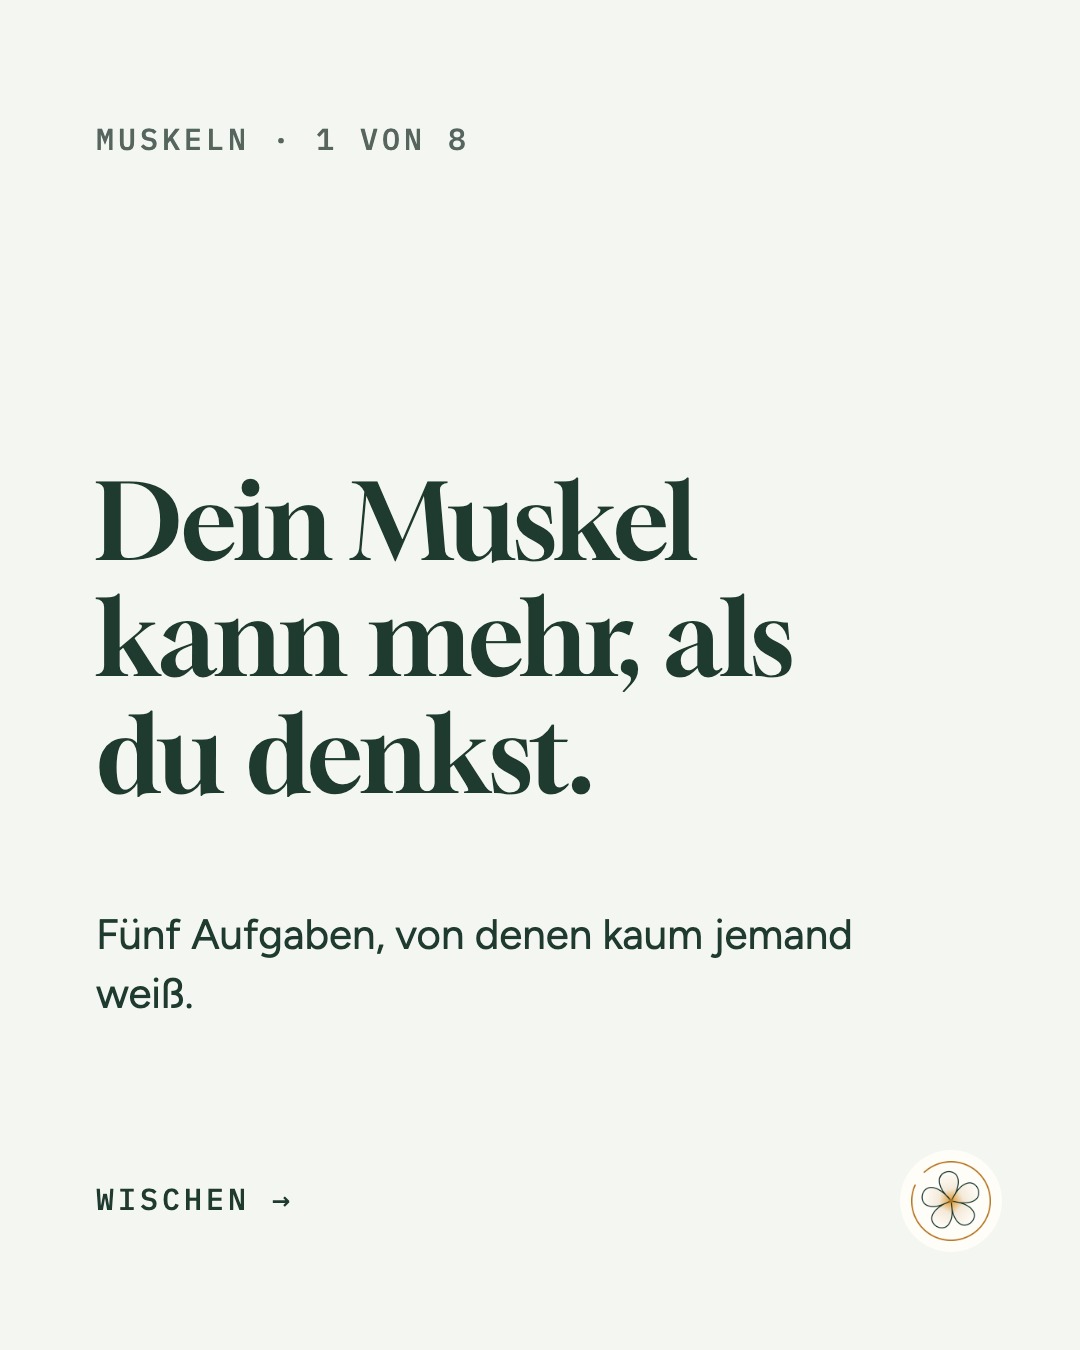 MUSKELN · 1 VON 8
Dein Muskel
kann mehr, als
du denkst.
Fünf Aufgaben, von denen kaum jemand
weiß.
WISCHEN →